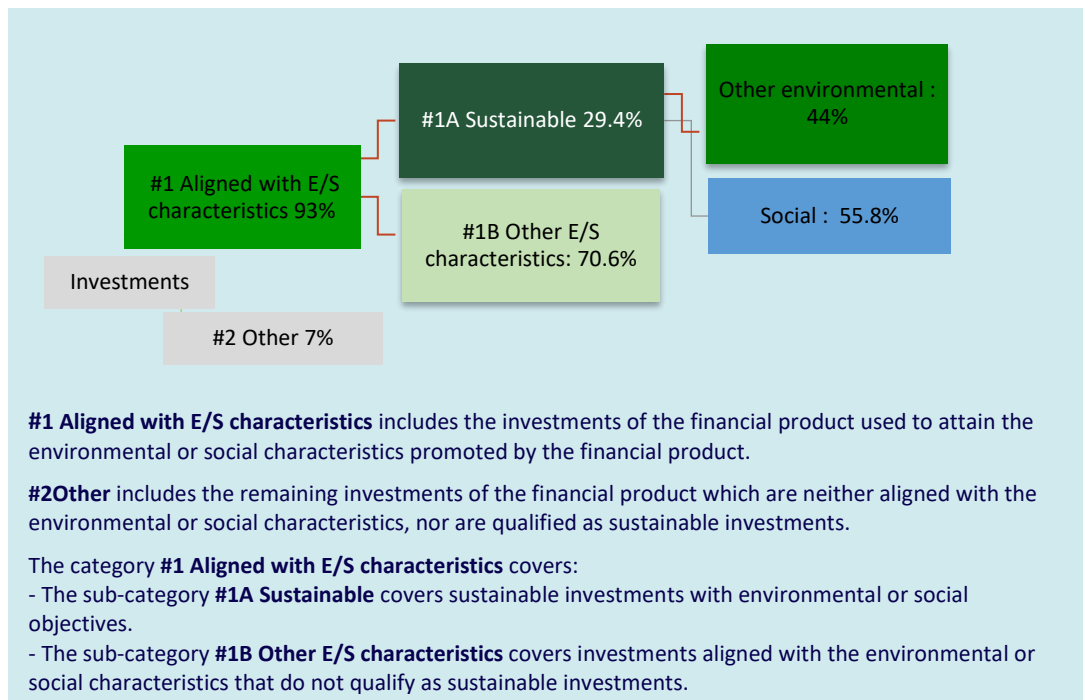 Other environmental :
44%
#1A Sustainable 29.4%
#1 Aligned with E/S
characteristics 93%
Social :  55.8%
#1B Other E/S
characteristics: 70.6%
Investments
#2 Other 7%
#1 Aligned with E/S characteristics includes the investments of the financial product used to attain the
environmental or social characteristics promoted by the financial product.
#2Other includes the remaining investments of the financial product which are neither aligned with the
environmental or social characteristics, nor are qualified as sustainable investments.
The category #1 Aligned with E/S characteristics covers:
- The sub-category #1A Sustainable covers sustainable investments with environmental or social
objectives.
- The sub-category #1B Other E/S characteristics covers investments aligned with the environmental or
social characteristics that do not qualify as sustainable investments.